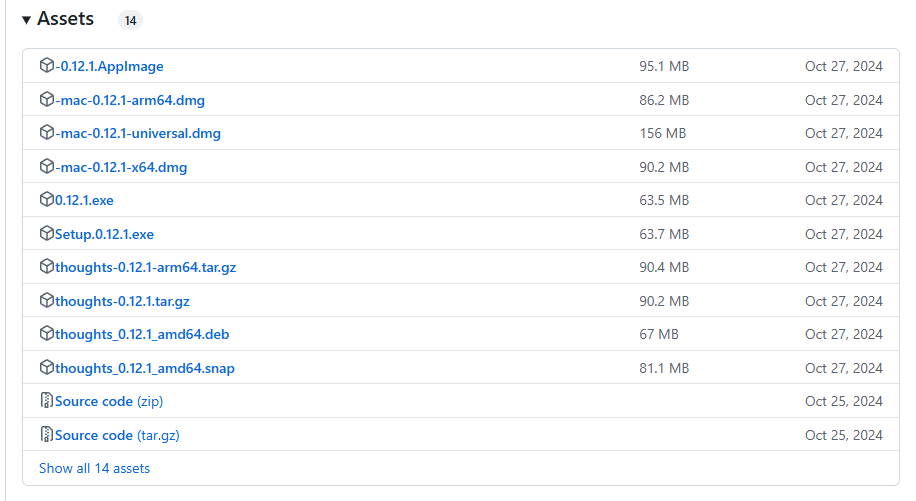 Assets 14
-0.12.1.AppImage 95.1 MB Oct 27, 2024
-mac-0.12.1-arm64.dmg 86.2 MB Oct 27, 2024
-mac-0.12.1-universal.dmg 156 MB Oct 27, 2024
-mac-0.12.1-x64.dmg 90.2 MB Oct 27, 2024
0.12.1.exe 63.5 MB Oct 27, 2024
Setup.0.12.1.exe 63.7 MB Oct 27, 2024
thoughts-0.12.1-arm64.tar.gz 90.4 MB Oct 27, 2024
thoughts-0.12.1.tar.gz 90.2 MB Oct 27, 2024
thoughts_0.12.1_amd64.deb 67 MB Oct 27, 2024
thoughts_0.12.1_amd64.snap 81.1 MB Oct 27, 2024
Source code (zip) Oct 25, 2024
Source code (tar.gz) Oct 25, 2024
Show all 14 assets